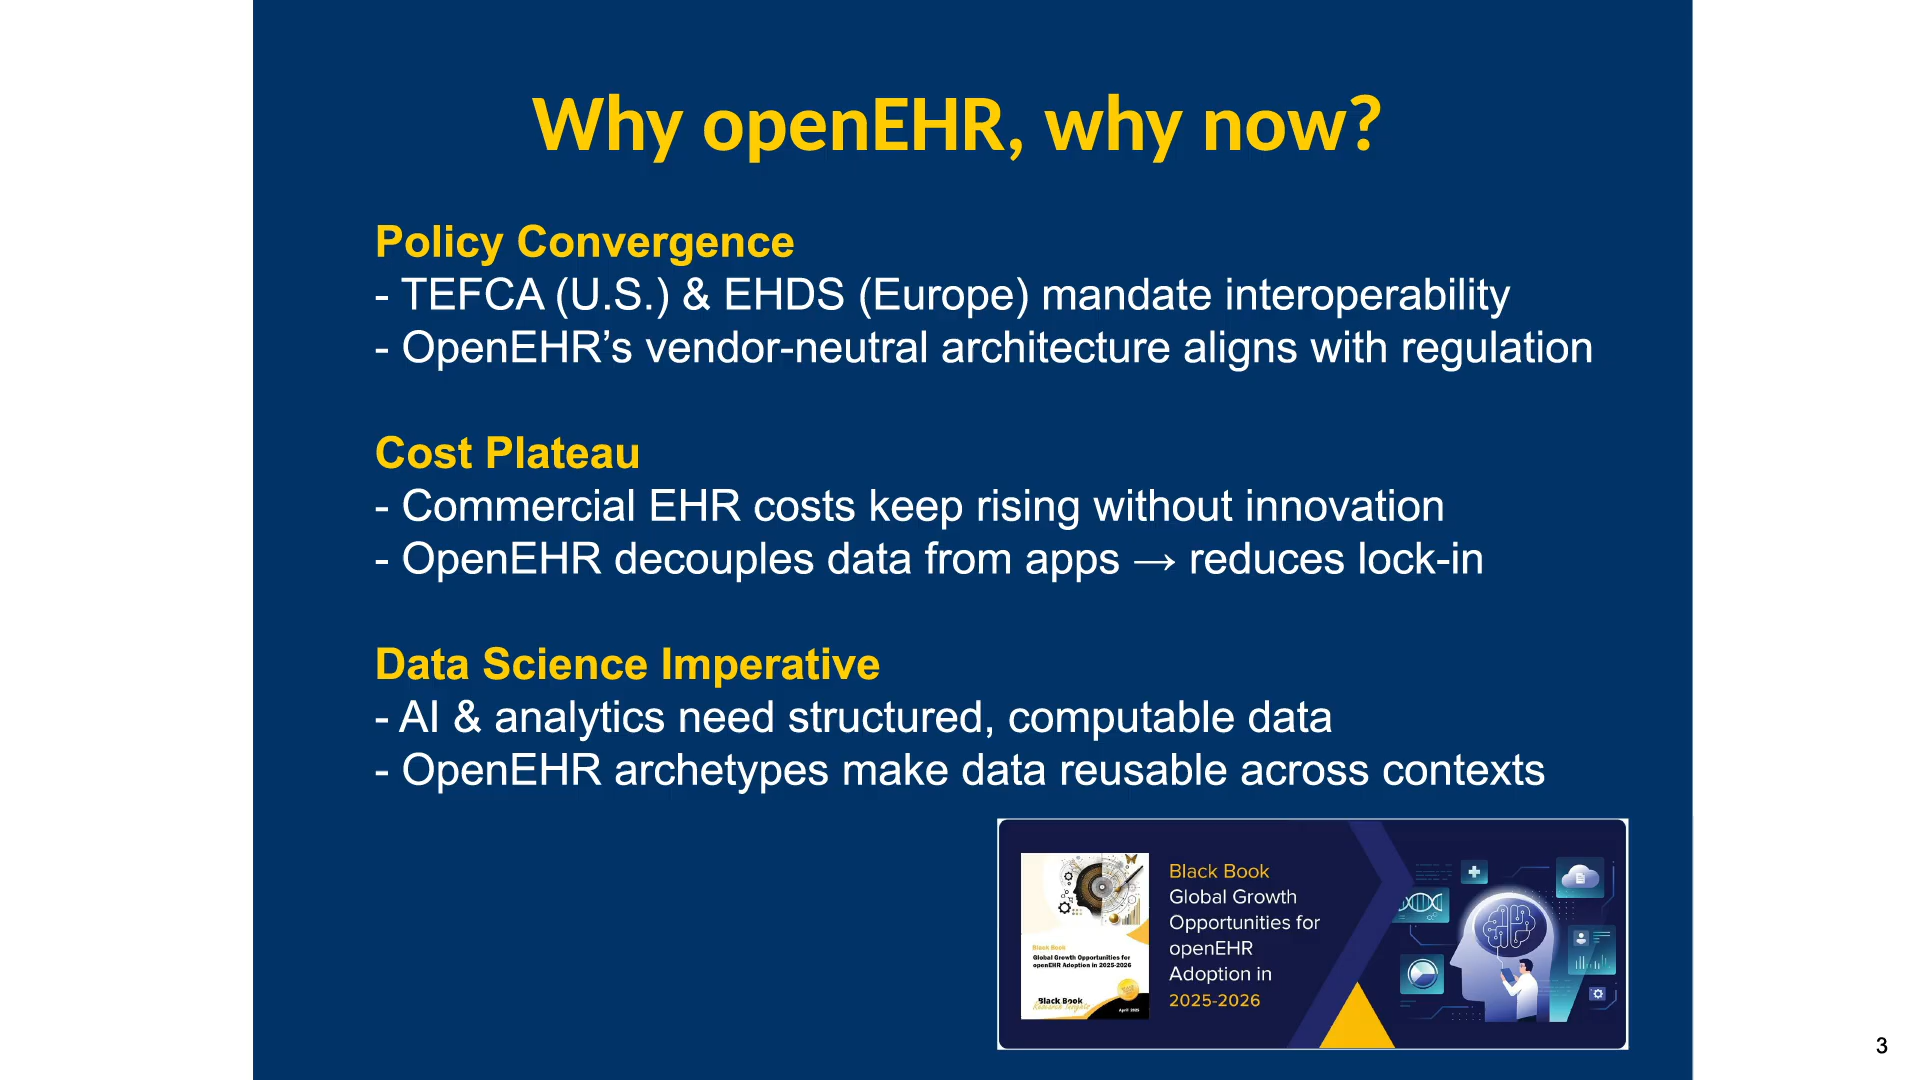 Why openEHR, why now?
Policy Convergence
- TEFCA (U.S.) & EHDS (Europe) mandate interoperability
- OpenEHR’s vendor-neutral architecture aligns with regulation
Cost Plateau
- Commercial EHR costs keep rising without innovation
- OpenEHR decouples data from apps → reduces lock-in
Data Science Imperative
- AI & analytics need structured, computable data
- OpenEHR archetypes make data reusable across contexts
Black Book
Global Growth Opportunities for
openEHR Adoption in 2025-2026
Black Book
Research Insights
April 2025
Black Book
Global Growth
Opportunities for
openEHR
Adoption in
2025-2026
3